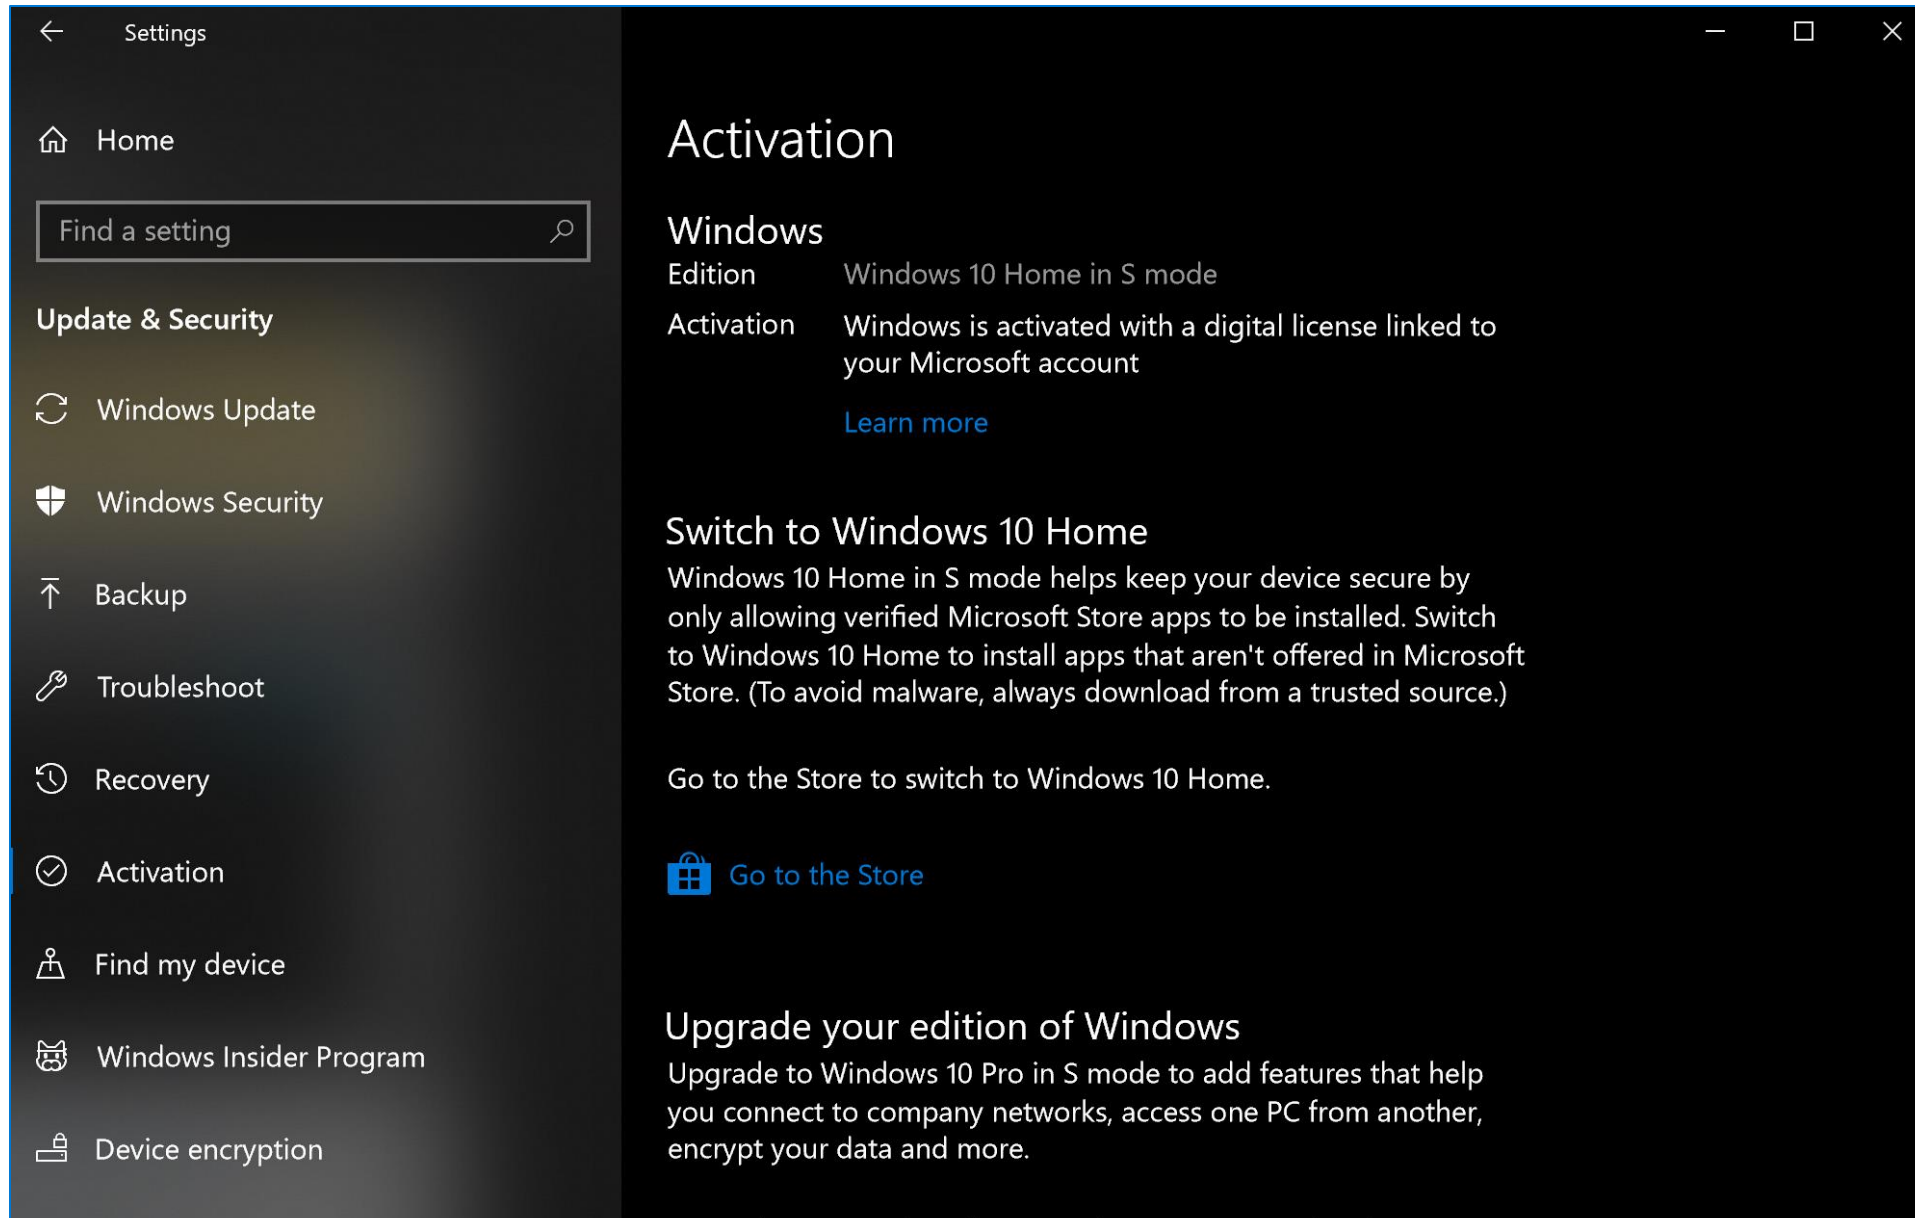 Settings
Home
Find a setting
Update & Security
Windows Update
Windows Security
Backup
Troubleshoot
Recovery
Activation
Find my device
Windows Insider Program
Device encryption
Activation
Windows
Edition Windows 10 Home in S mode
Activation Windows is activated with a digital license linked to
your Microsoft account
Learn more
Switch to Windows 10 Home
Windows 10 Home in S mode helps keep your device secure by
only allowing verified Microsoft Store apps to be installed. Switch
to Windows 10 Home to install apps that aren't offered in Microsoft
Store. (To avoid malware, always download from a trusted source.)
Go to the Store to switch to Windows 10 Home.
Go to the Store
Upgrade your edition of Windows
Upgrade to Windows 10 Pro in S mode to add features that help
you connect to company networks, access one PC from another,
encrypt your data and more.